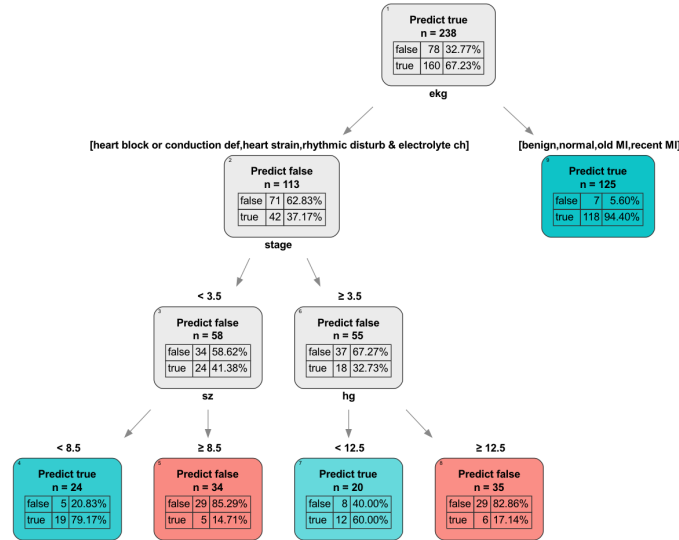 1
Predict true
n = 238
false 78 32.77%
true 160 67.23%
ekg
[heart block or conduction def,heart strain,rhythmic disturb & electrolyte ch]
[benign,normal,old MI,recent MI]
2
Predict false
n = 113
false 71 62.83%
true 42 37.17%
stage
9
Predict true
n = 125
false 7 5.60%
true 118 94.40%
< 3.5
≥ 3.5
3
Predict false
n = 58
false 34 58.62%
true 24 41.38%
sz
6
Predict false
n = 55
false 37 67.27%
true 18 32.73%
hg
< 8.5
≥ 8.5
< 12.5
≥ 12.5
4
Predict true
n = 24
false 5 20.83%
true 19 79.17%
5
Predict false
n = 34
false 29 85.29%
true 5 14.71%
7
Predict true
n = 20
false 8 40.00%
true 12 60.00%
8
Predict false
n = 35
false 29 82.86%
true 6 17.14%